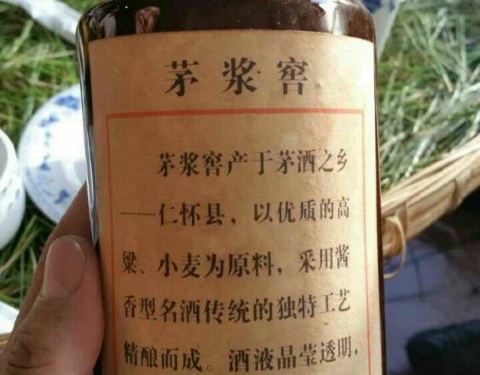 茅浆窖
茅浆窖产于茅酒之乡
——仁怀县，以优质的高
粱、小麦为原料，采用酱
香型名酒传统的独特工艺
精酿而成。酒液晶莹透明，